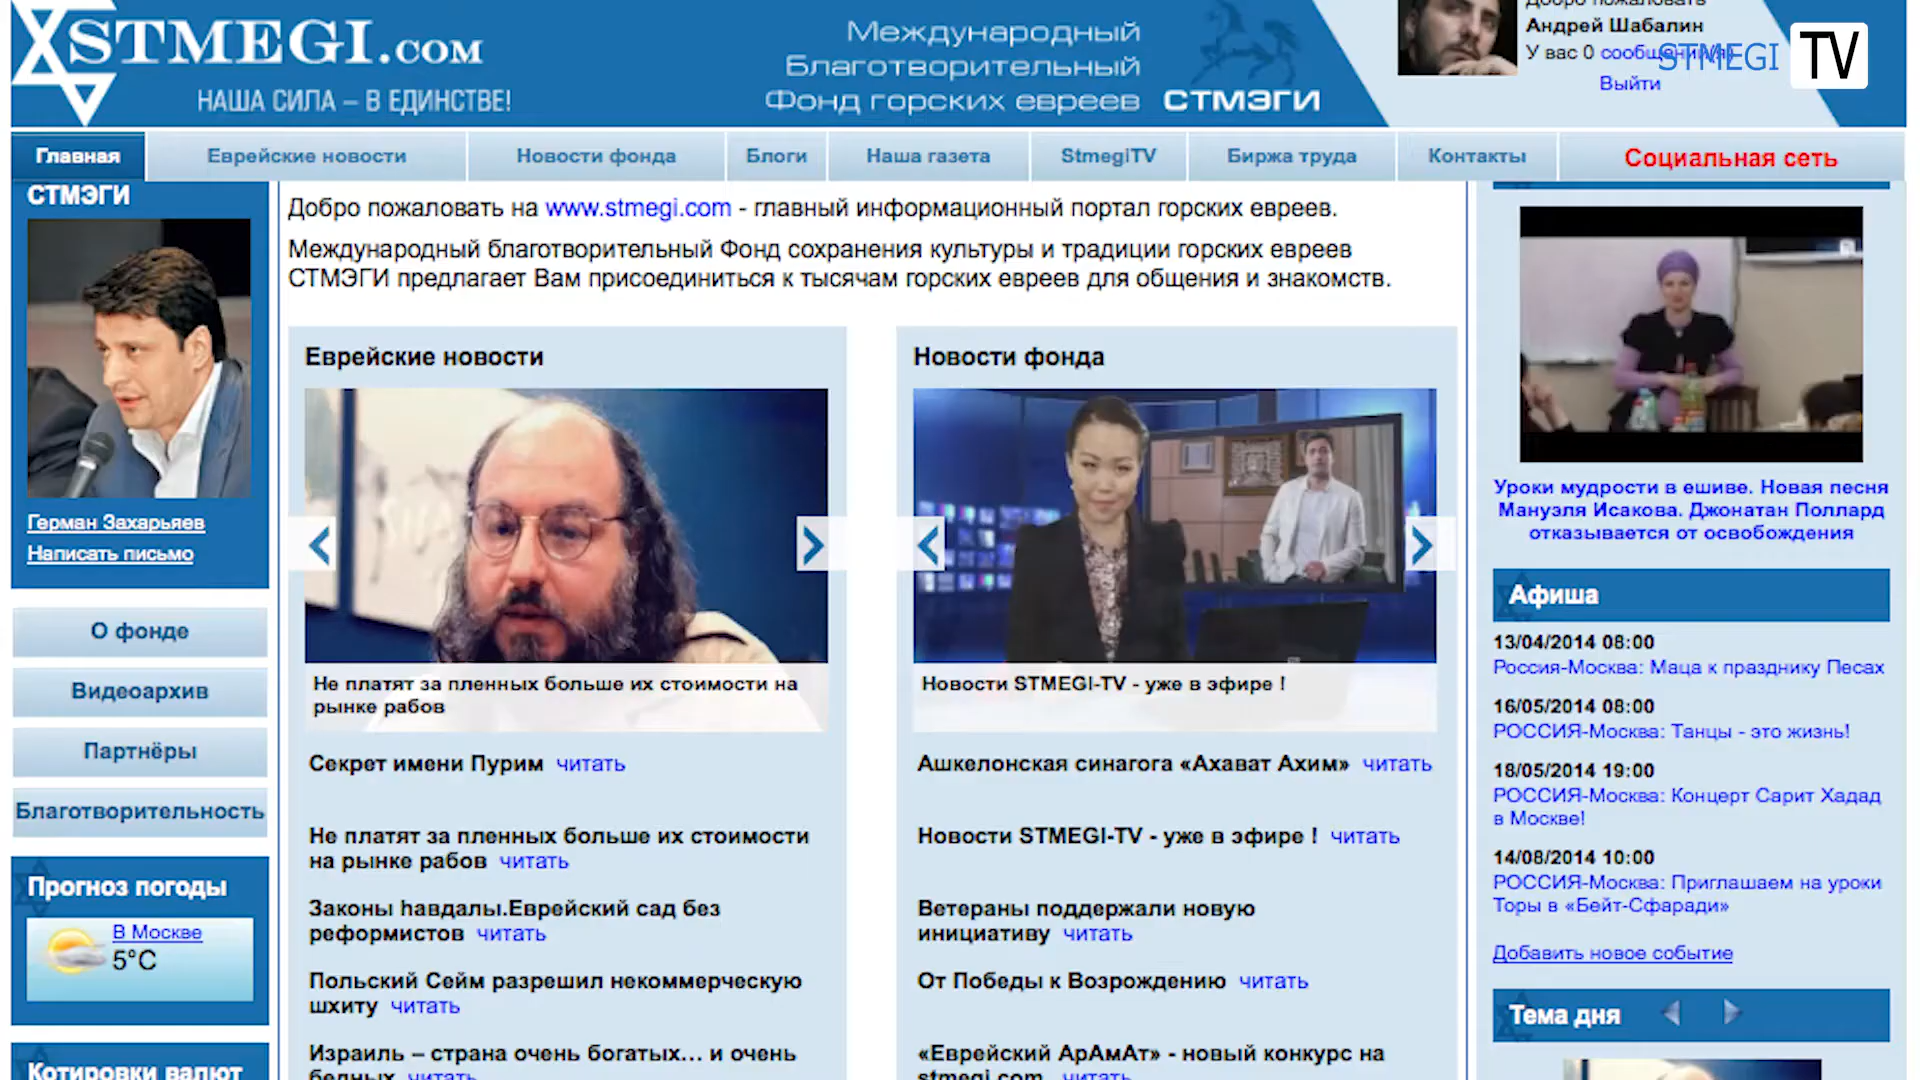 STMEGI.COM
НАША СИЛА – В ЕДИНСТВЕ!
Международный
Благотворительный
Фонд горских евреев СТМЭГИ
Добро пожаловать
Андрей Шабалин
У вас 0
Выйти
STMEGI TV
Главная
Еврейские новости
Новости фонда
Блоги
Наша газета
StmegiTV
Биржа труда
Контакты
Социальная сеть
СТМЭГИ
Герман Захарьяев
Написать письмо
О фонде
Видеоархив
Партнёры
Благотворительность
Прогноз погоды
В Москве
5°C
Котировки валют
Добро пожаловать на www.stmegi.com - главный информационный портал горских евреев.
Международный благотворительный Фонд сохранения культуры и традиции горских евреев
СТМЭГИ предлагает Вам присоединиться к тысячам горских евреев для общения и знакомств.
Еврейские новости
Не платят за пленных больше их стоимости на
рынке рабов
Секрет имени Пурим читать
Не платят за пленных больше их стоимости
на рынке рабов читать
Законы hавдалы.Еврейский сад без
реформистов читать
Польский Сейм разрешил некоммерческую
шхиту читать
Израиль – страна очень богатых... и очень
бедных читать
Новости фонда
Новости STMEGI-TV - уже в эфире !
Ашкелонская синагога «Ахават Ахим» читать
Новости STMEGI-TV - уже в эфире ! читать
Ветераны поддержали новую
инициативу читать
От Победы к Возрождению читать
«Еврейский АрАмАт» - новый конкурс на
stmegi.com читать
Уроки мудрости в ешиве. Новая песня
Мануэля Исакова. Джонатан Поллард
отказывается от освобождения
Афиша
13/04/2014 08:00
Россия-Москва: Маца к празднику Песах
16/05/2014 08:00
РОССИЯ-Москва: Танцы - это жизнь!
18/05/2014 19:00
РОССИЯ-Москва: Концерт Сарит Хадад
в Москве!
14/08/2014 10:00
РОССИЯ-Москва: Приглашаем на уроки
Торы в «Бейт-Сфаради»
Добавить новое событие
Тема дня